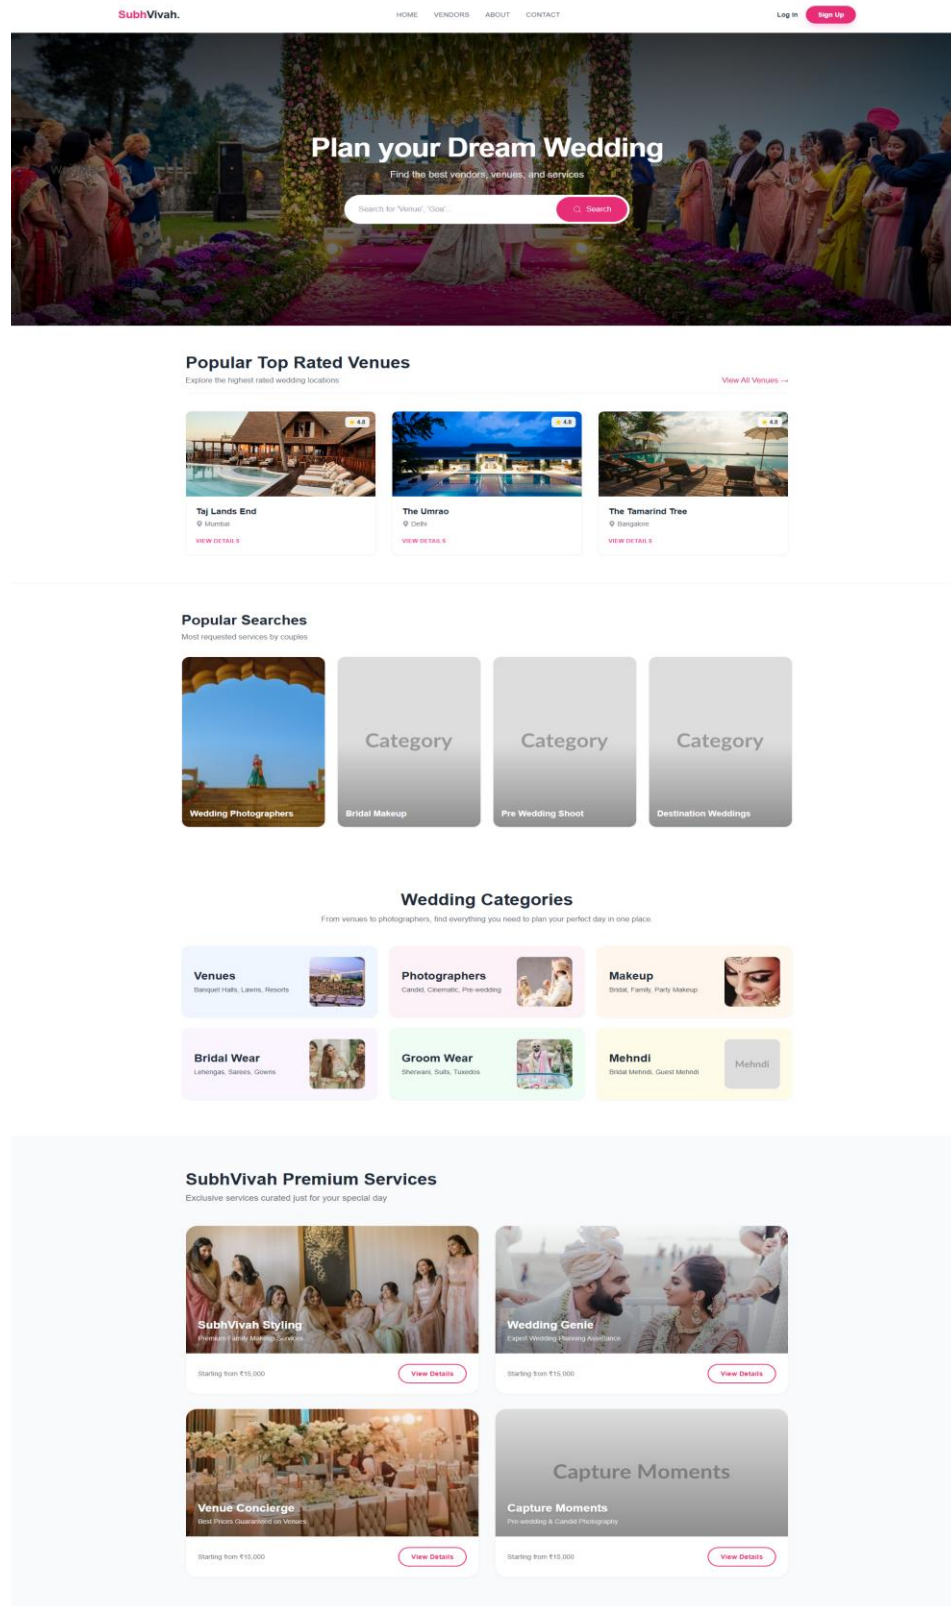 SubhVivah.
HOME VENDORS ABOUT CONTACT
Log In Sign Up
Plan your Dream Wedding
Find the best vendors, venues, and services
Search for 'Venue', 'Goa'...
Search
Popular Top Rated Venues
Explore the highest rated wedding locations
View All Venues →
4.8
4.8
4.8
Taj Lands End
Mumbai
VIEW DETAILS
The Umrao
Delhi
VIEW DETAILS
The Tamarind Tree
Bangalore
VIEW DETAILS
Popular Searches
Most requested services by couples
Wedding Photographers
Category
Bridal Makeup
Category
Pre Wedding Shoot
Category
Destination Weddings
Wedding Categories
From venues to photographers, find everything you need to plan your perfect day in one place.
Venues
Banquet Halls, Lawns, Resorts
Photographers
Candid, Cinematic, Pre-wedding
Makeup
Bridal, Family, Party Makeup
Bridal Wear
Lehengas, Sarees, Gowns
Groom Wear
Sherwani, Suits, Tuxedos
Mehndi
Bridal Mehndi, Guest Mehndi
Mehndi
SubhVivah Premium Services
Exclusive services curated just for your special day
SubhVivah Styling
Premium Family Makeup Services
Starting from ₹15,000
View Details
Wedding Genie
Expert Wedding Planning Assistance
Starting from ₹15,000
View Details
Venue Concierge
Best Prices Guaranteed on Venues
Starting from ₹15,000
View Details
Capture Moments
Capture Moments
Pre-wedding & Candid Photography
Starting from ₹15,000
View Details